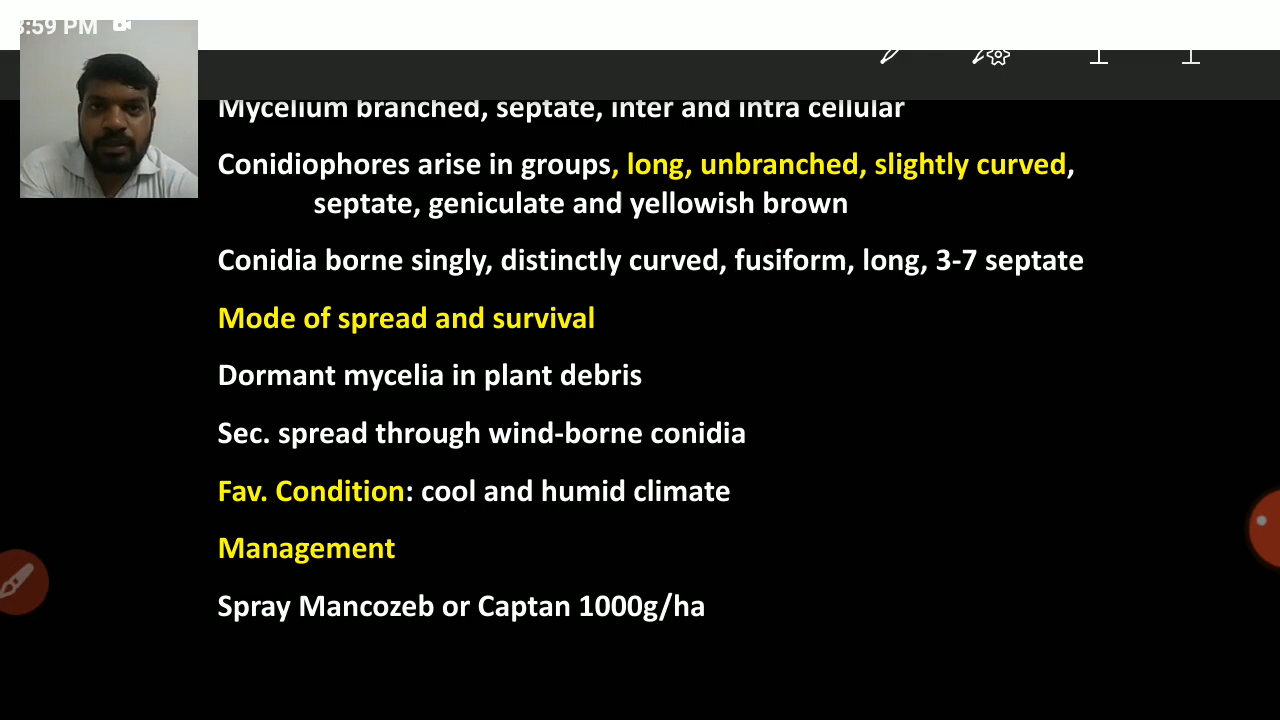 :59 PM
Mycelium branched, septate, inter and intra cellular
Conidiophores arise in groups, long, unbranched, slightly curved,
septate, geniculate and yellowish brown
Conidia borne singly, distinctly curved, fusiform, long, 3-7 septate
Mode of spread and survival
Dormant mycelia in plant debris
Sec. spread through wind-borne conidia
Fav. Condition: cool and humid climate
Management
Spray Mancozeb or Captan 1000g/ha